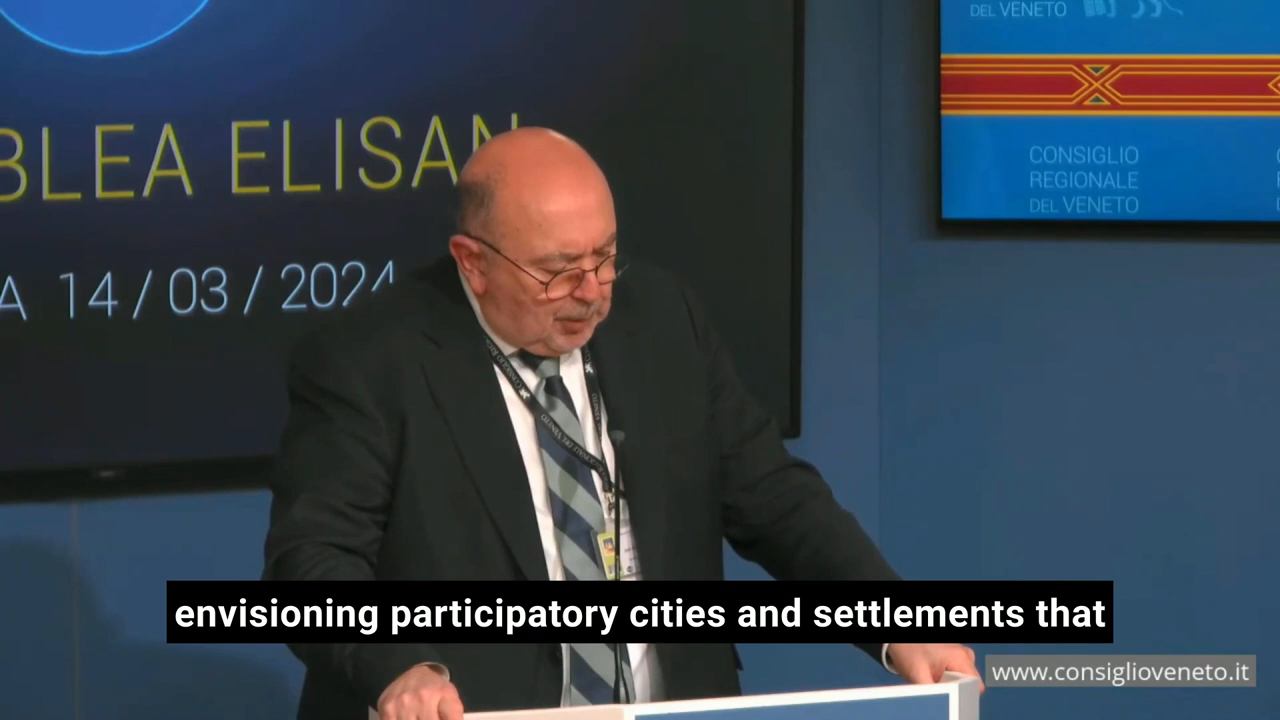 DEL VENETO
BLEA ELISAN
A 14/03/2024
CONSIGLIO
REGIONALE
DEL VENETO
envisioning participatory cities and settlements that
www.consiglioveneto.it